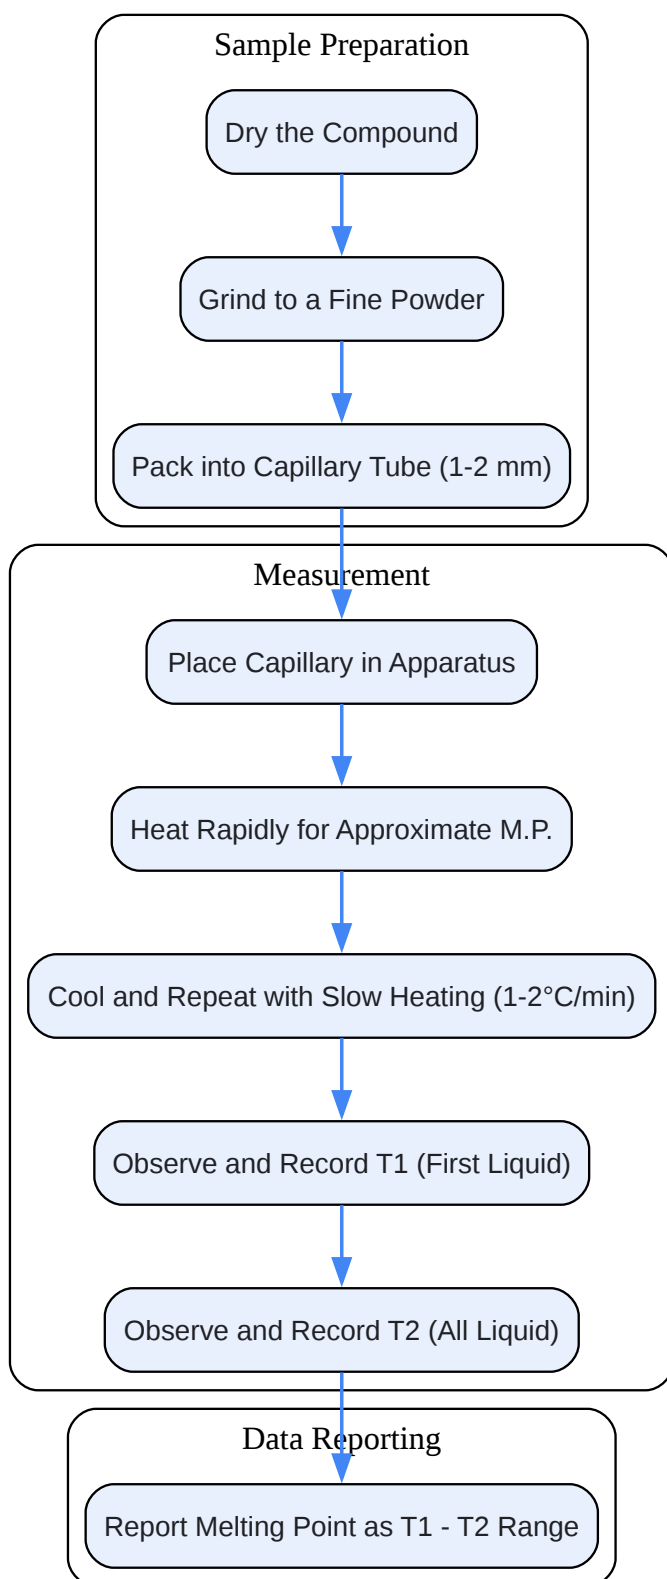 Sample Preparation
Dry the Compound
Grind to a Fine Powder
Pack into Capillary Tube (1-2 mm)
Measurement
Place Capillary in Apparatus
Heat Rapidly for Approximate M.P.
Cool and Repeat with Slow Heating (1-2°C/min)
Observe and Record T1 (First Liquid)
Observe and Record T2 (All Liquid)
Data Reporting
Report Melting Point as T1 - T2 Range